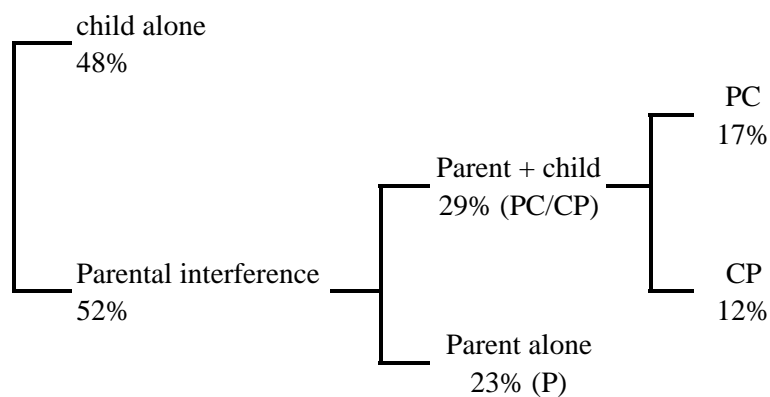 child alone
48%
Parental interference
52%
Parent + child
29% (PC/CP)
Parent alone
23% (P)
PC
17%
CP
12%